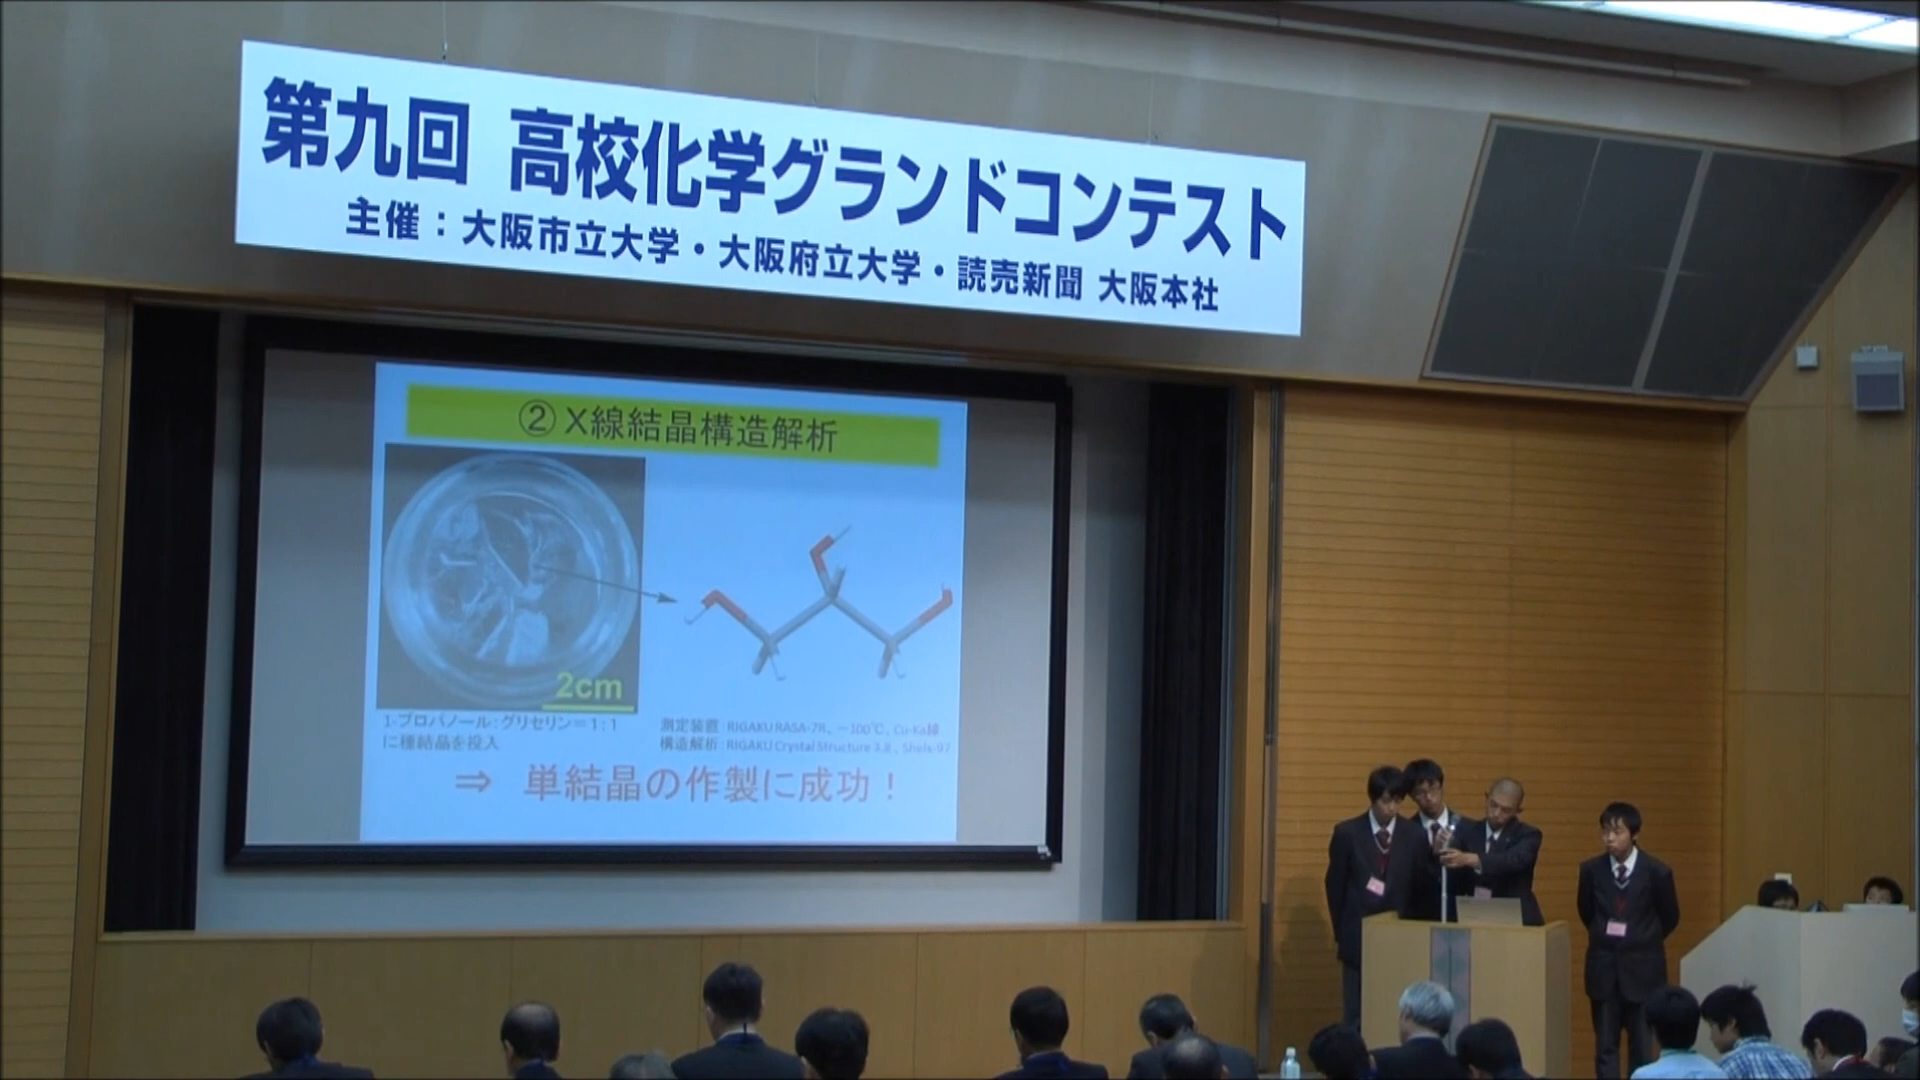 第九回 高校化学グランドコンテスト
主催：大阪市立大学・大阪府立大学・読売新聞 大阪本社
② X線結晶構造解析
2cm
1-プロパノール：グリセリン＝1：1
に種結晶を投入
測定装置：RIGAKU RASA-7R、－100℃、Cu-Kα線
構造解析：RIGAKU Crystal Structure 3.8、Shelx-97
⇒ 単結晶の作製に成功！